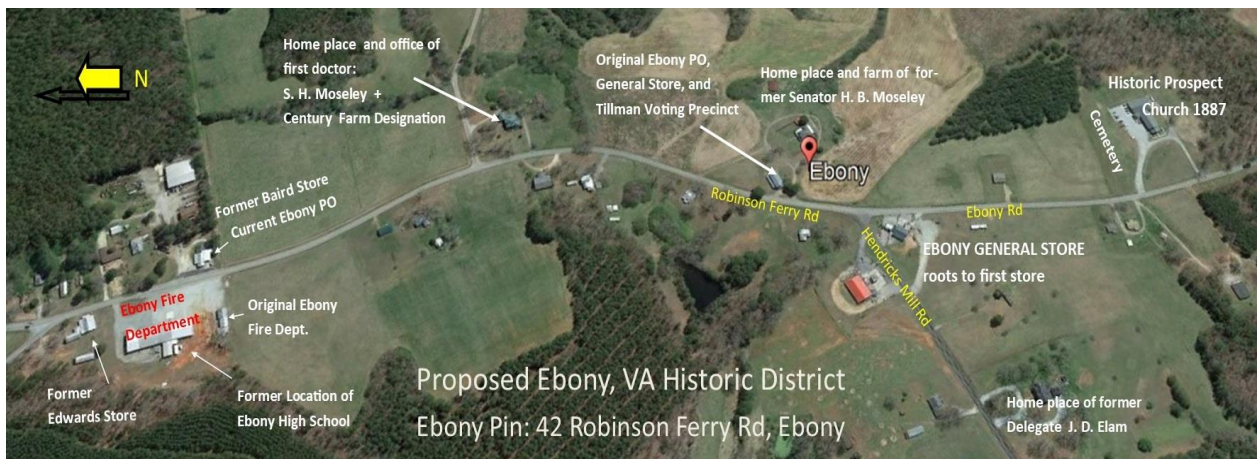 N
Home place and office of
first doctor:
S. H. Moseley +
Century Farm Designation
Original Ebony PO,
General Store, and
Tillman Voting Precinct
Home place and farm of for-
mer Senator H. B. Moseley
Historic Prospect
Church 1887
Cemetery
Ebony
Former Baird Store
Current Ebony PO
Robinson Ferry Rd
Ebony Rd
Hendricks Mill Rd
EBONY GENERAL STORE
roots to first store
Ebony Fire
Department
Original Ebony
Fire Dept.
Former
Edwards Store
Former Location of
Ebony High School
Proposed Ebony, VA Historic District
Ebony Pin: 42 Robinson Ferry Rd, Ebony
Home place of former
Delegate J. D. Elam